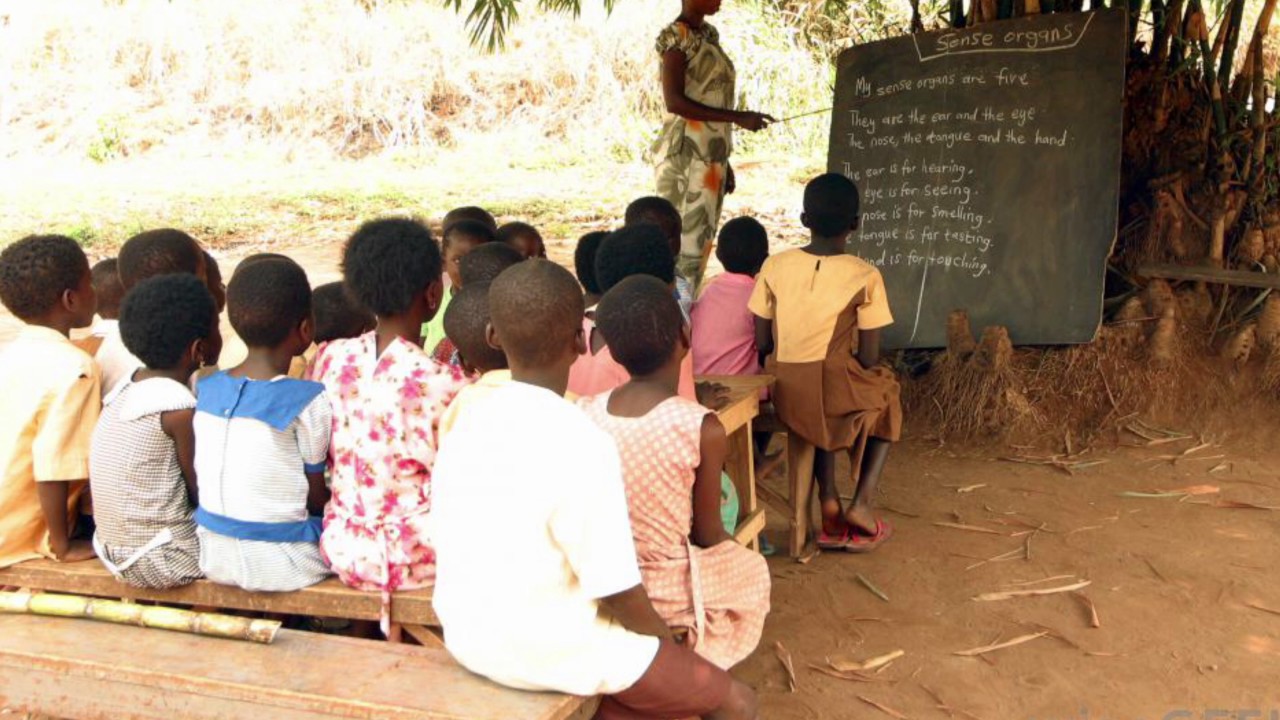 Sense organs
My sense organs are five
They are the ear and the eye
The nose, the tongue and the hand.
The ear is for hearing.
eye is for seeing.
nose is for smelling.
tongue is for tasting.
hand is for touching.